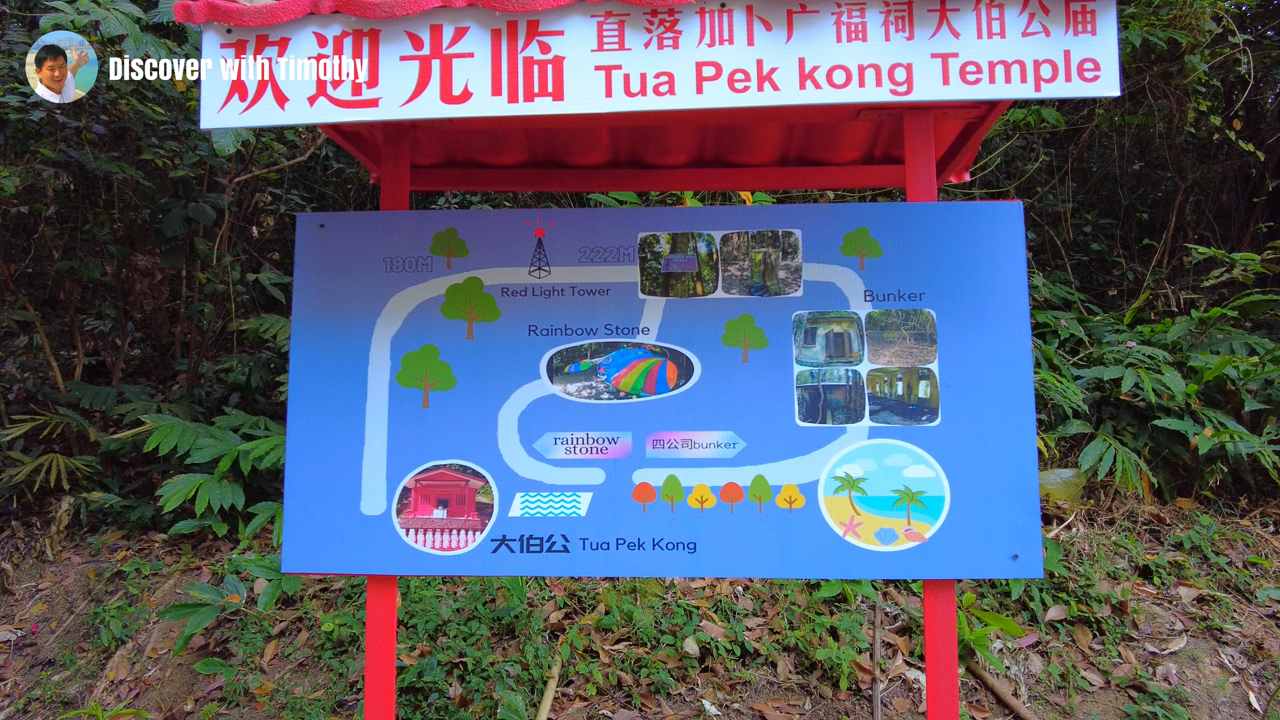 Discover with Timothy
欢迎光临
直落加卜广福祠大伯公庙
Tua Pek kong Temple
180M
222M
Red Light Tower
Bunker
Rainbow Stone
rainbow
stone
四公司bunker
大伯公 Tua Pek Kong